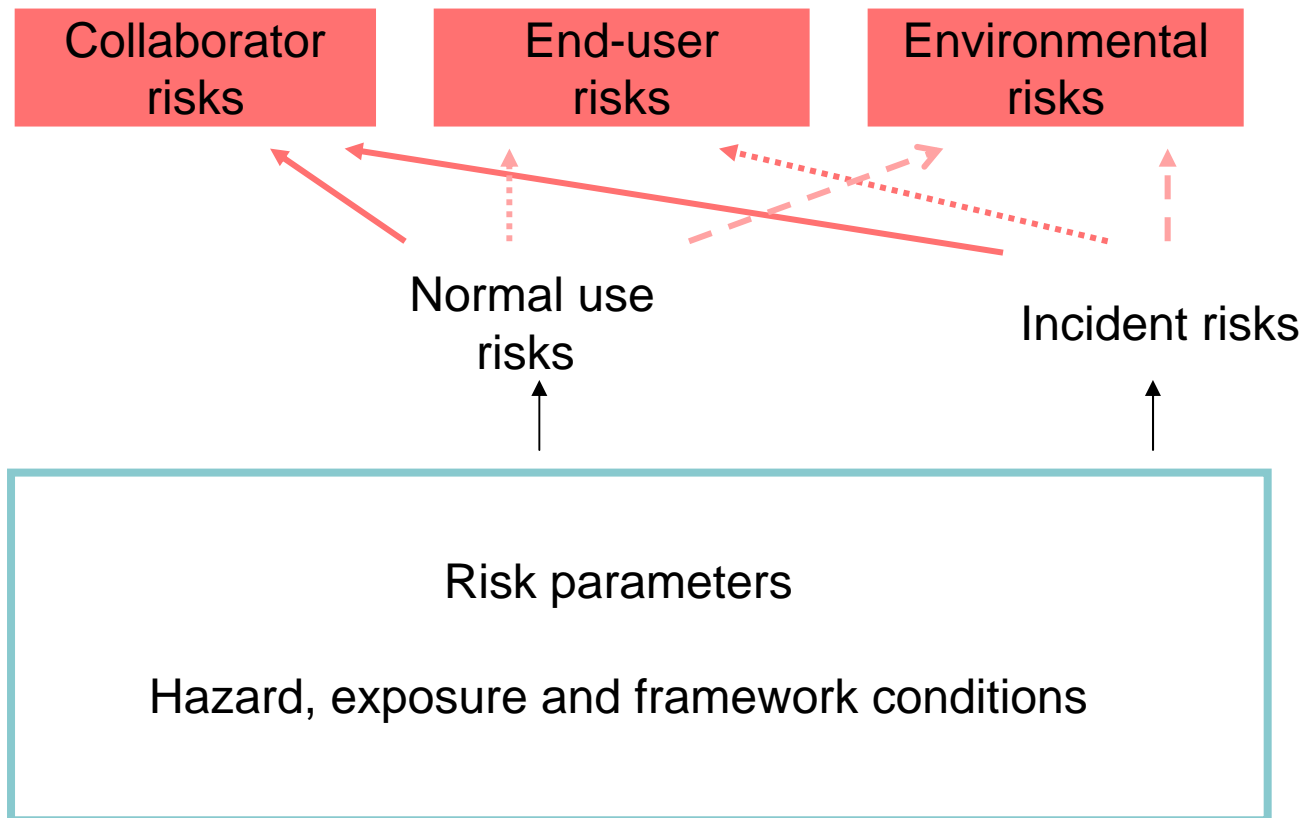 Collaborator
risks
End-user
risks
Environmental
risks
Normal use
risks
Incident risks
Risk parameters
Hazard, exposure and framework conditions